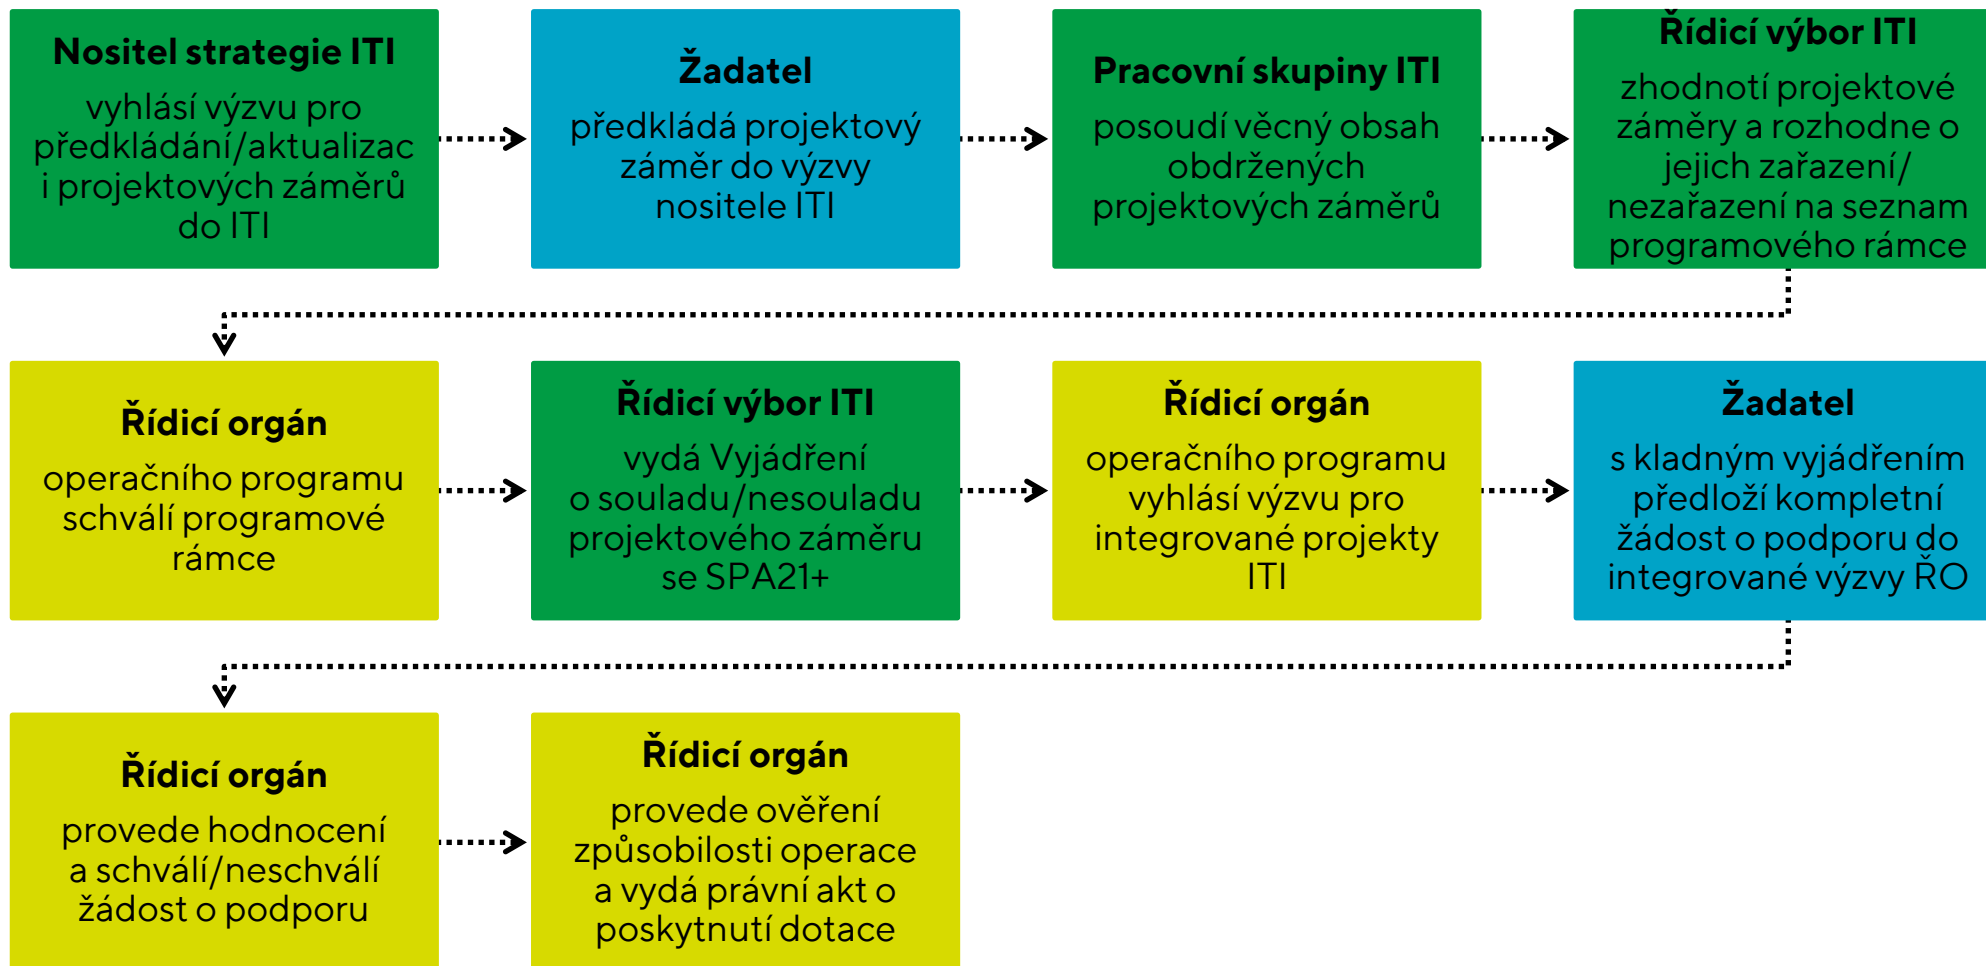 Nositel strategie ITI
vyhlásí výzvu pro
předkládání/aktualizac
i projektových záměrů
do ITI
Žadatel
předkládá projektový
záměr do výzvy
nositele ITI
Pracovní skupiny ITI
posoudí věcný obsah
obdržených
projektových záměrů
Řídicí výbor ITI
zhodnotí projektové
záměry a rozhodne o
jejich zařazení/
nezařazení na seznam
programového rámce
Řídicí orgán
operačního programu
schválí programové
rámce
Řídicí výbor ITI
vydá Vyjádření
o souladu/nesouladu
projektového záměru
se SPA21+
Řídicí orgán
operačního programu
vyhlásí výzvu pro
integrované projekty
ITI
Žadatel
s kladným vyjádřením
předloží kompletní
žádost o podporu do
integrované výzvy ŘO
Řídicí orgán
provede hodnocení
a schválí/neschválí
žádost o podporu
Řídicí orgán
provede ověření
způsobilosti operace
a vydá právní akt o
poskytnutí dotace